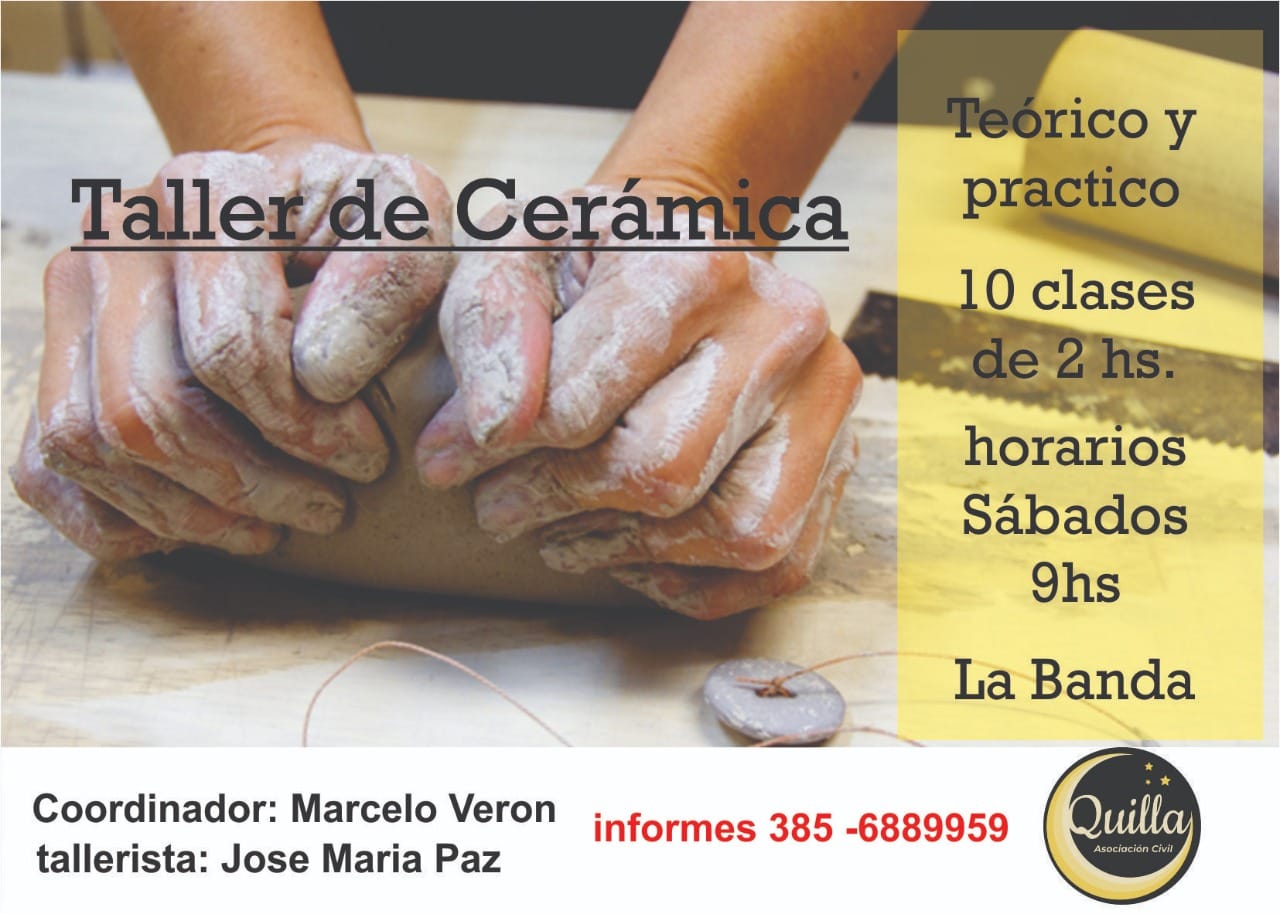 Taller de Cerámica
Teórico y
practico
10 clases
de 2 hs.
horarios
Sábados
9hs
La Banda
Coordinador: Marcelo Veron
tallerista: Jose Maria Paz
informes 385 -6889959
Quilla
Asociación Civil